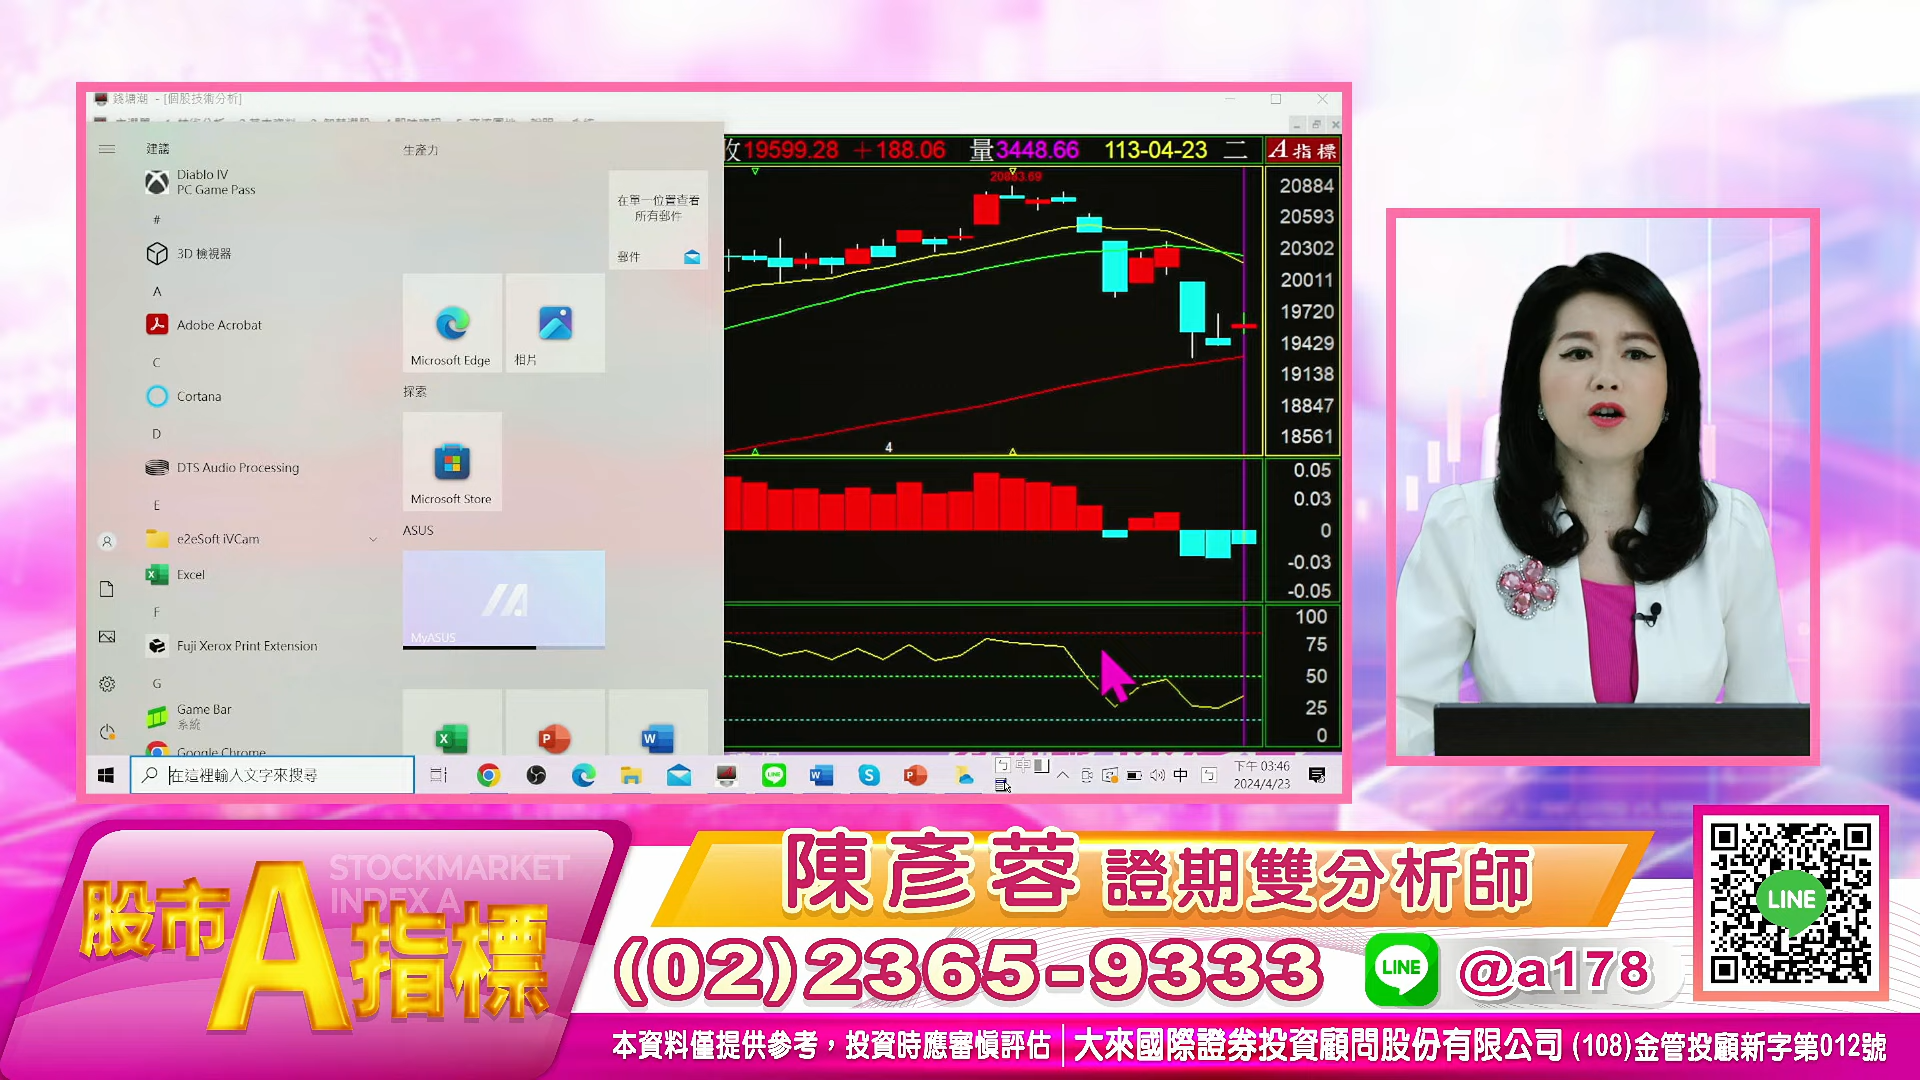 錢塘潮 - [個股技術分析]
建議
生產力
Diablo IV
PC Game Pass
#
3D 檢視器
A
Adobe Acrobat
C
Cortana
D
DTS Audio Processing
E
e2eSoft iVCam
Excel
F
Fuji Xerox Print Extension
G
Game Bar
系統
Google Chrome
在單一位置查看
所有郵件
郵件
Microsoft Edge
相片
探索
Microsoft Store
ASUS
MyASUS
收19599.28 +188.06 量3448.66 113-04-23 二 A指標
20883.69
20884
20593
20302
20011
19720
19429
19138
18847
18561
4
0.05
0.03
0
-0.03
-0.05
100
75
50
25
0
在這裡輸入文字來搜尋
中
下午 03:46
2024/4/23
STOCKMARKET
INDEX A
股市A指標
陳彥蓉 證期雙分析師
(02)2365-9333
LINE
@a178
LINE
本資料僅提供參考，投資時應審慎評估 | 大來國際證券投資顧問股份有限公司 (108)金管投顧新字第012號